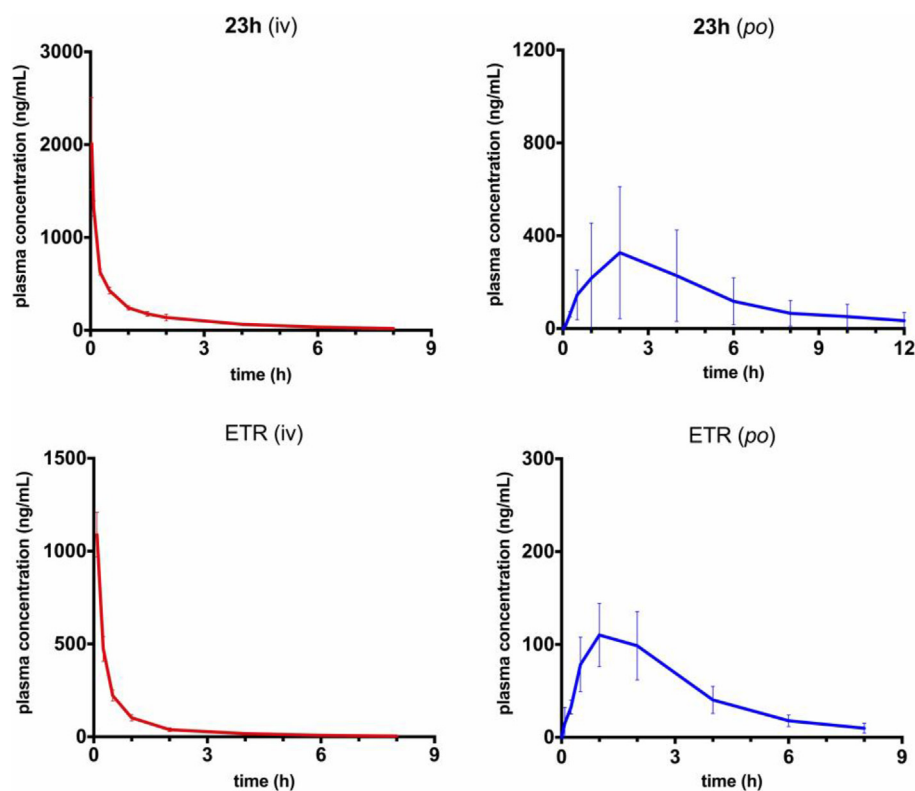 23h (iv)
plasma concentration (ng/mL)
3000
2000
1000
0
0
3
6
9
time (h)
23h (po)
plasma concentration (ng/mL)
1200
800
400
0
0
3
6
9
12
time (h)
ETR (iv)
plasma concentration (ng/mL)
1500
1000
500
0
0
3
6
9
time (h)
ETR (po)
plasma concentration (ng/mL)
300
200
100
0
0
3
6
9
time (h)